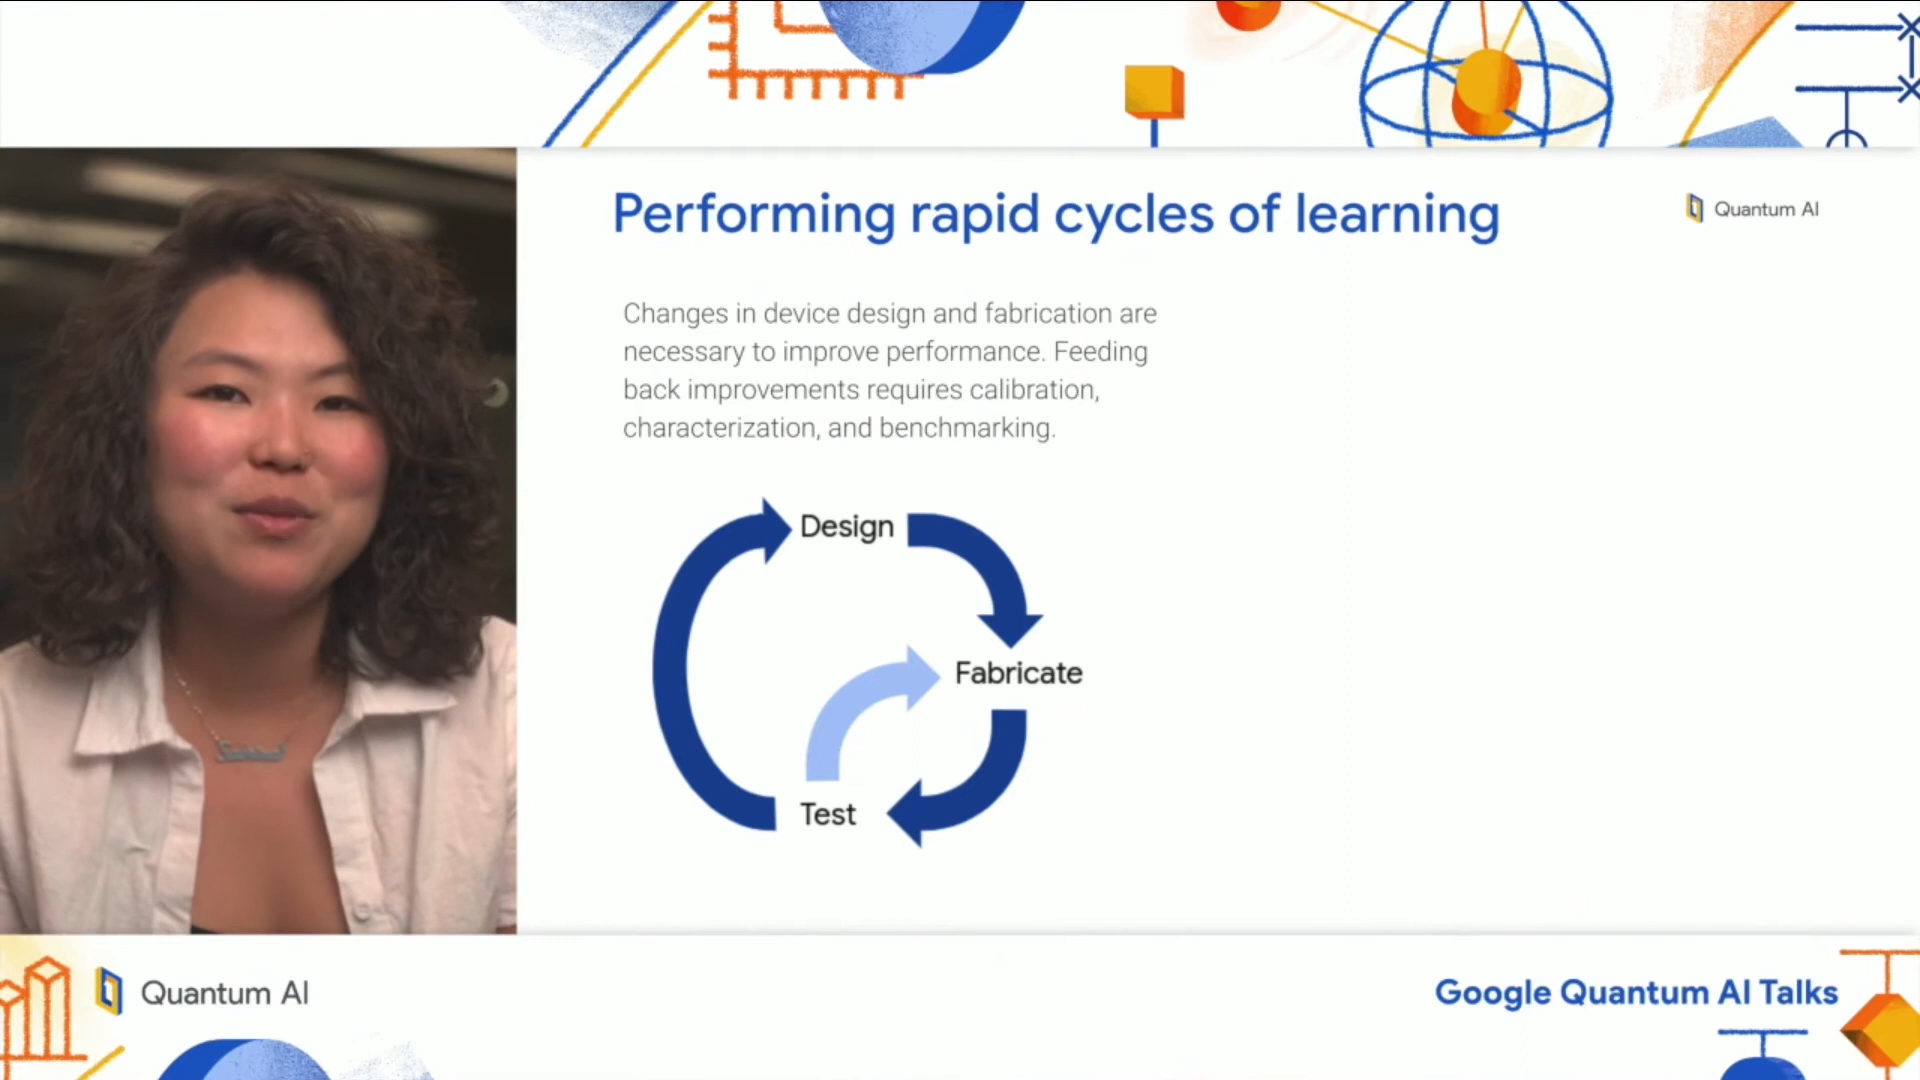 Performing rapid cycles of learning
Quantum AI
Changes in device design and fabrication are
necessary to improve performance. Feeding
back improvements requires calibration,
characterization, and benchmarking.
Design
Fabricate
Test
Quantum AI
Google Quantum AI Talks